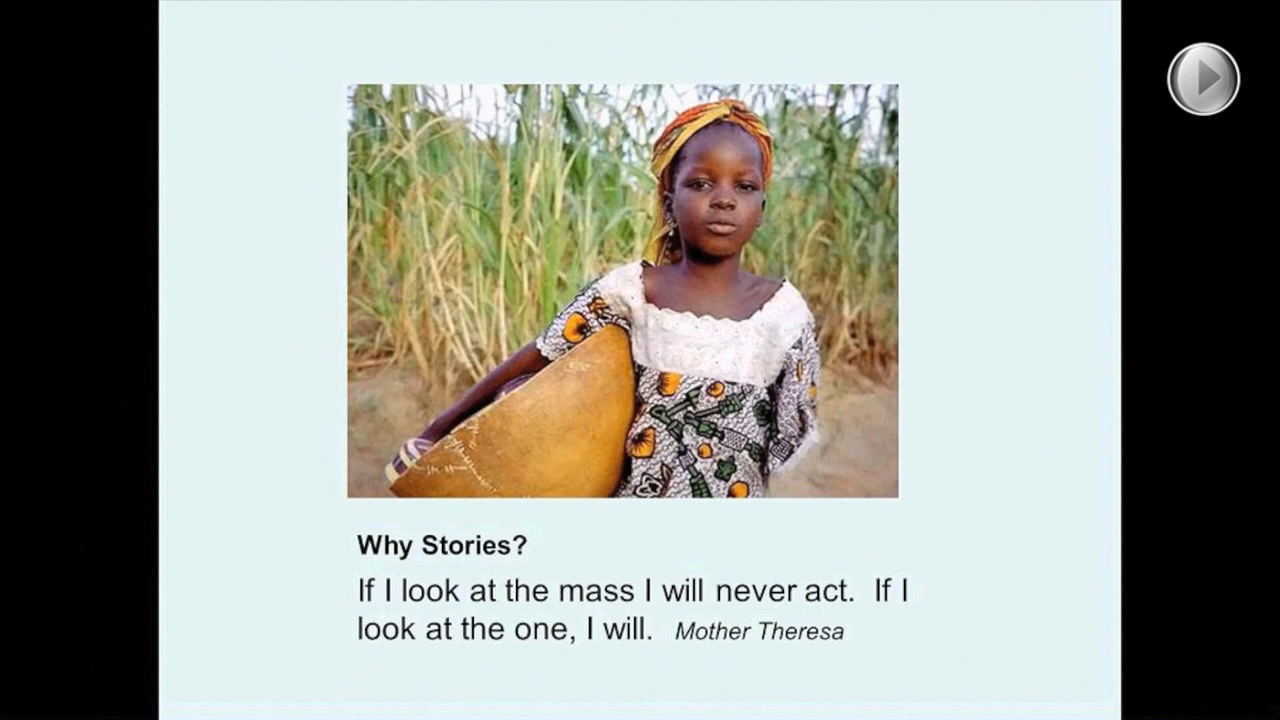 Why Stories?
If I look at the mass I will never act.  If I
look at the one, I will.  Mother Theresa